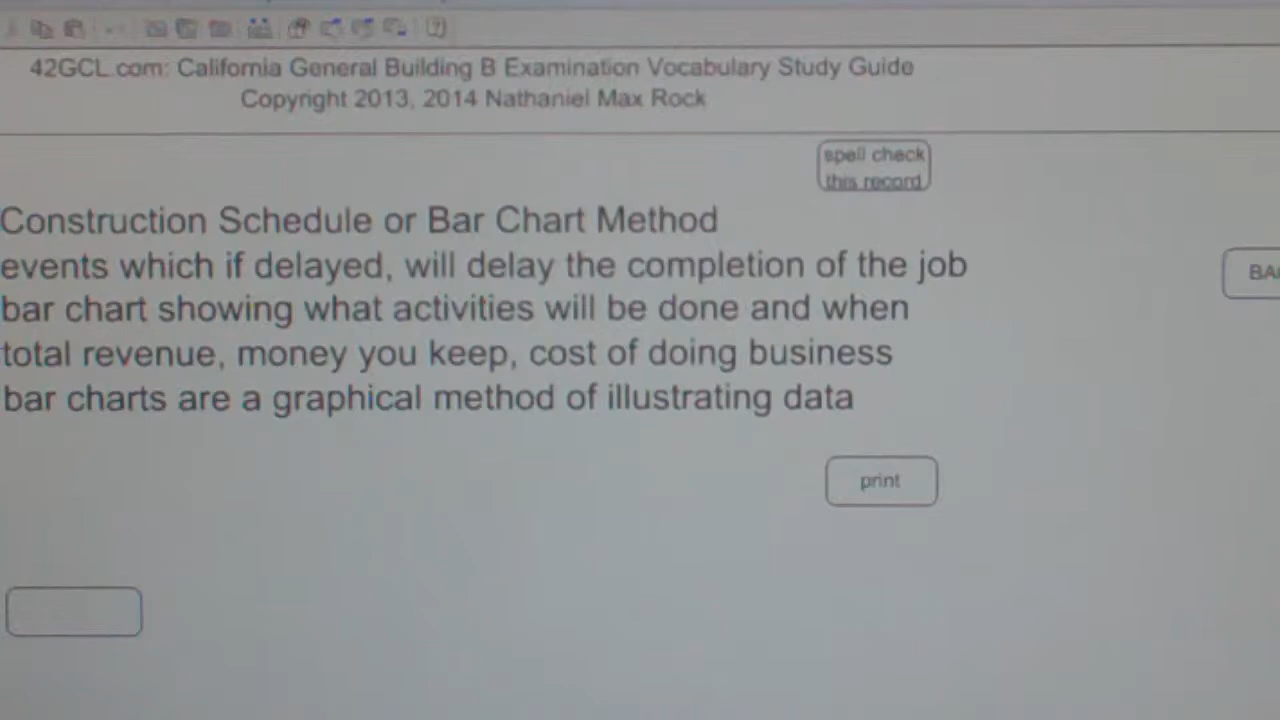 42GCL.com: California General Building B Examination Vocabulary Study Guide
Copyright 2013, 2014 Nathaniel Max Rock
spell check
this record
Construction Schedule or Bar Chart Method
events which if delayed, will delay the completion of the job
bar chart showing what activities will be done and when
total revenue, money you keep, cost of doing business
bar charts are a graphical method of illustrating data
print